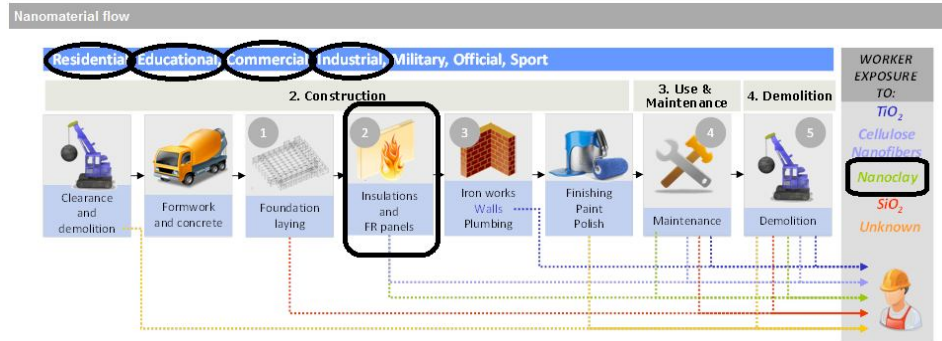 Nanomaterial flow
Residential, Educational, Commercial, Industrial, Military, Official, Sport
2. Construction
3. Use &
Maintenance
4. Demolition
WORKER
EXPOSURE
TO:
TiO₂
Cellulose
Nanofibers
Nanoclay
SiO₂
Unknown
Clearance
and
demolition
Formwork
and concrete
1
Foundation
laying
2
Insulations
and
FR panels
3
Iron works
Walls
Plumbing
Finishing
Paint
Polish
4
Maintenance
5
Demolition